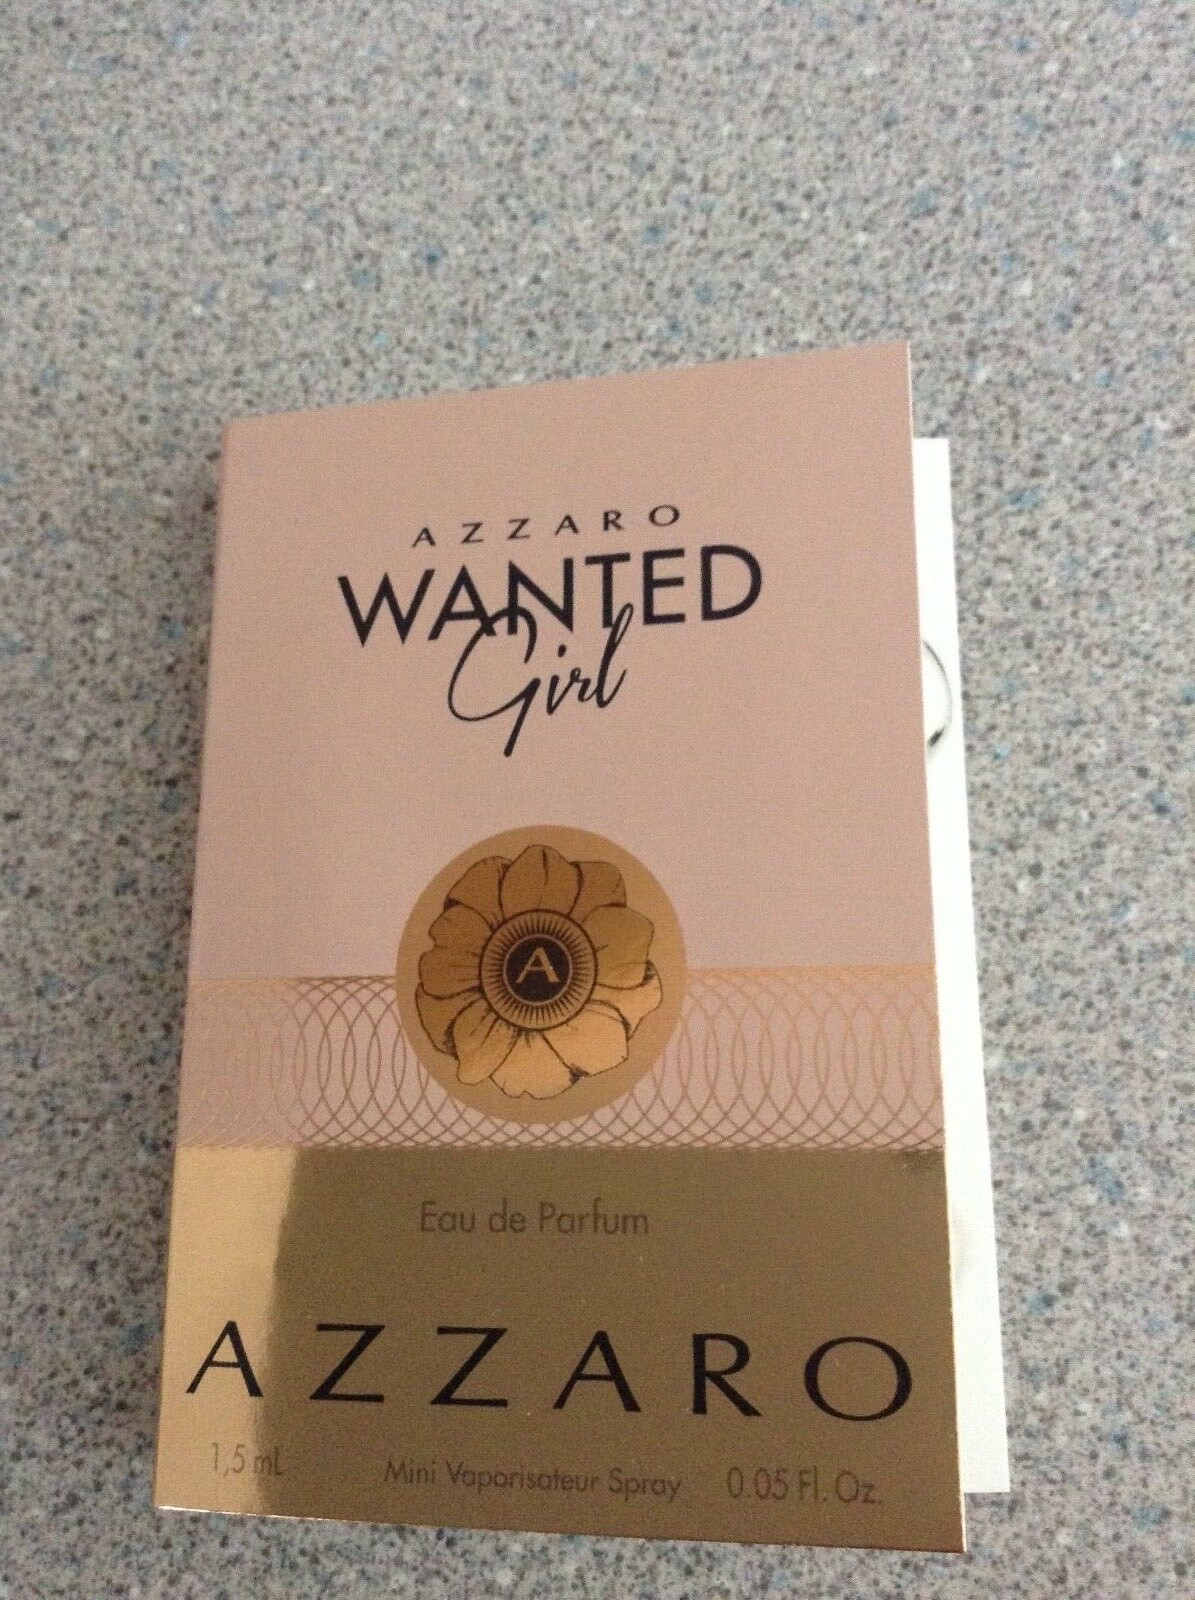 AZZARO
WANTED
Girl
A
Eau de Parfum
AZZARO
1,5 mL Mini Vaporisateur Spray 0.05 Fl. Oz.